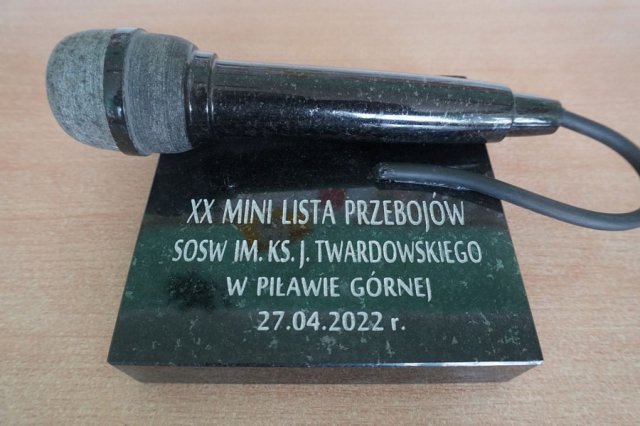 XX MINI LISTA PRZEBOJÓW
SOSW IM. KS. J. TWARDOWSKIEGO
W PIŁAWIE GÓRNEJ
27.04.2022 r.